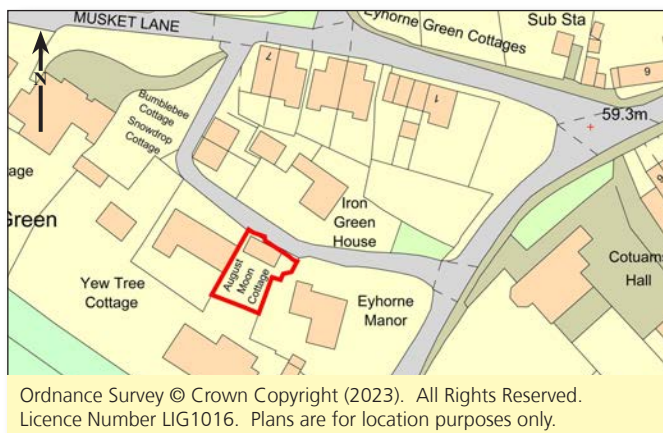 MUSKET LANE
Eyhorne Green Cottages
Sub Sta
N
7
1
6
59.3m
Bumblebee
Cottage
Snowdrop
Cottage
age
Green
Iron
Green
House
Cotuams
Hall
August
Moon
Cottage
Yew Tree
Cottage
Eyhorne
Manor
Ordnance Survey © Crown Copyright (2023). All Rights Reserved.
Licence Number LIG1016. Plans are for location purposes only.